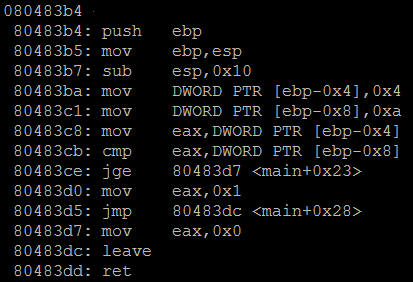 080483b4
80483b4: push ebp
80483b5: mov ebp,esp
80483b7: sub esp,0x10
80483ba: mov DWORD PTR [ebp-0x4],0x4
80483c1: mov DWORD PTR [ebp-0x8],0xa
80483c8: mov eax,DWORD PTR [ebp-0x4]
80483cb: cmp eax,DWORD PTR [ebp-0x8]
80483ce: jge 80483d7 <main+0x23>
80483d0: mov eax,0x1
80483d5: jmp 80483dc <main+0x28>
80483d7: mov eax,0x0
80483dc: leave
80483dd: ret